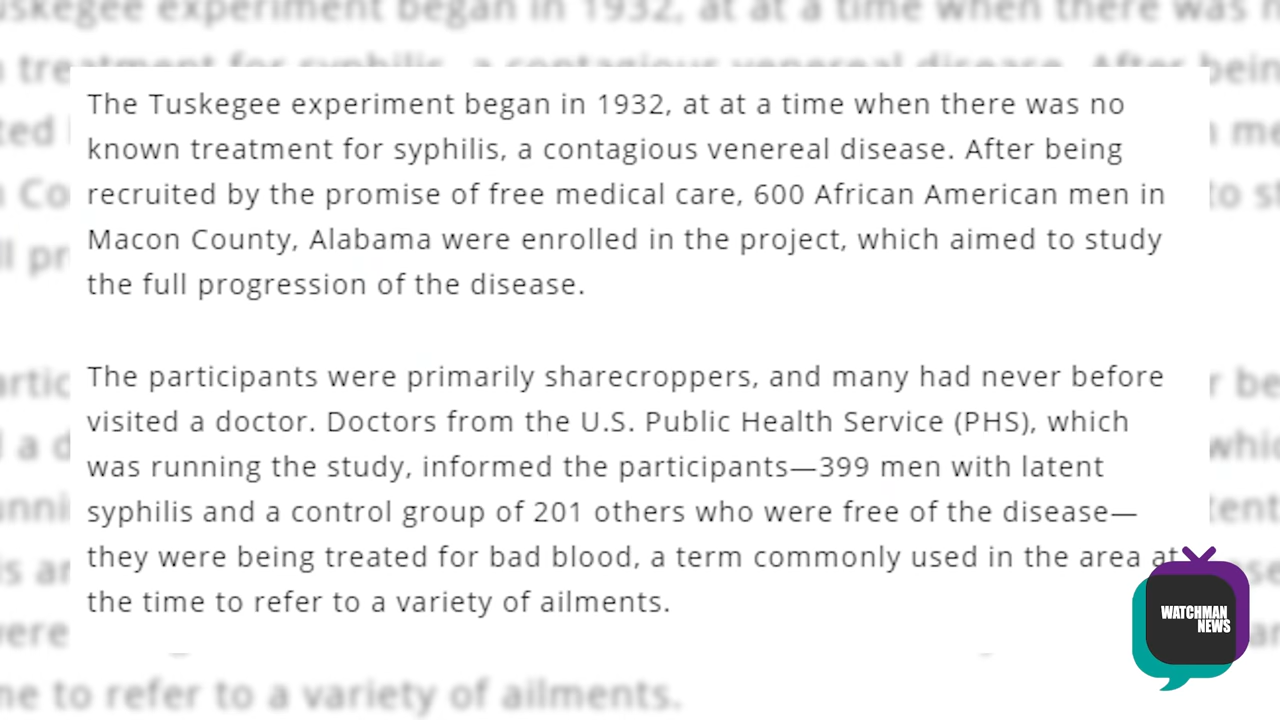 The Tuskegee experiment began in 1932, at at a time when there was no
known treatment for syphilis, a contagious venereal disease. After being
recruited by the promise of free medical care, 600 African American men in
Macon County, Alabama were enrolled in the project, which aimed to study
the full progression of the disease.
The participants were primarily sharecroppers, and many had never before
visited a doctor. Doctors from the U.S. Public Health Service (PHS), which
was running the study, informed the participants—399 men with latent
syphilis and a control group of 201 others who were free of the disease—
they were being treated for bad blood, a term commonly used in the area at
the time to refer to a variety of ailments.
WATCHMAN
NEWS